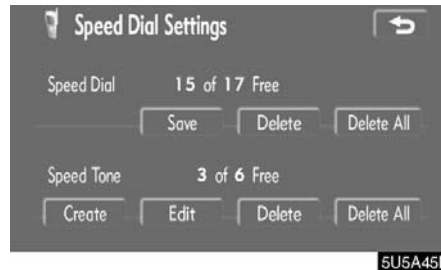 Speed Dial Settings
Speed Dial 15 of 17 Free
Save Delete Delete All
Speed Tone 3 of 6 Free
Create Edit Delete Delete All
5U5A45